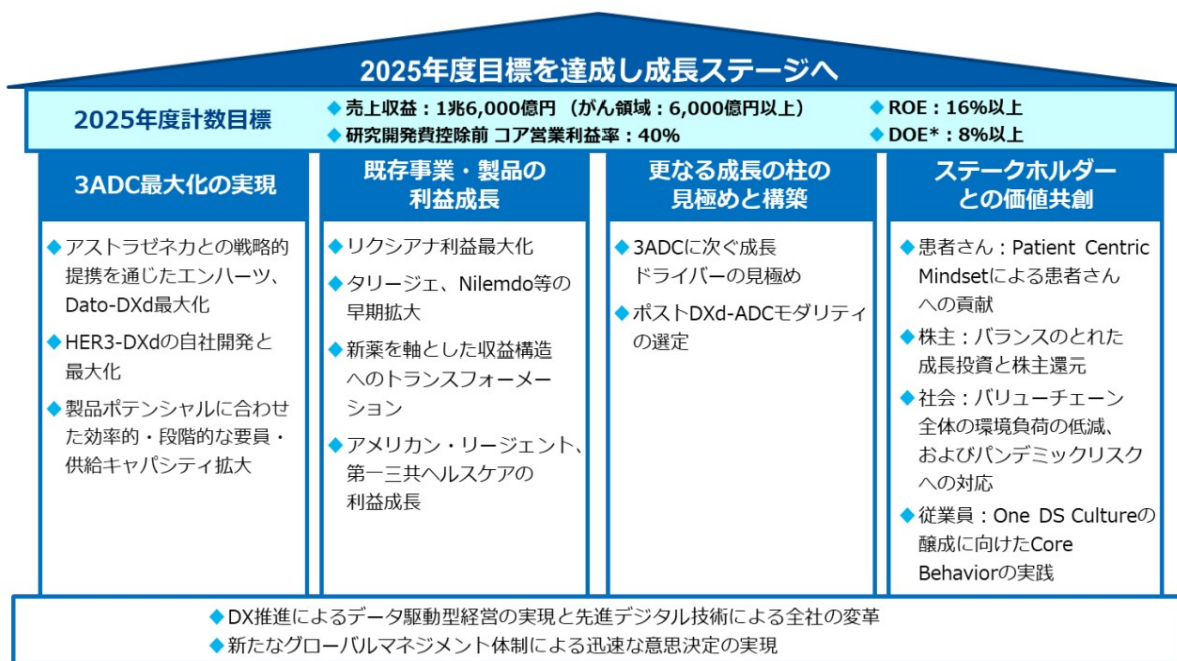 2025年度目標を達成し成長ステージへ
2025年度計数目標
◆売上収益：1兆6,000億円 （がん領域：6,000億円以上）
◆研究開発費控除前 コア営業利益率：40%
◆ROE：16%以上
◆DOE*：8%以上
3ADC最大化の実現
◆アストラゼネカとの戦略的
提携を通じたエンハーツ、
Dato-DXd最大化
◆HER3-DXdの自社開発と
最大化
◆製品ポテンシャルに合わせ
た効率的・段階的な要員・
供給キャパシティ拡大
既存事業・製品の
利益成長
◆リクシアナ利益最大化
◆タリージェ、Nilemdo等の
早期拡大
◆新薬を軸とした収益構造
へのトランスフォーメー
ション
◆アメリカン・リージェント、
第一三共ヘルスケアの
利益成長
更なる成長の柱の
見極めと構築
◆3ADCに次ぐ成長
ドライバーの見極め
◆ポストDXd-ADCモダリティ
の選定
ステークホルダー
との価値共創
◆患者さん：Patient Centric
Mindsetによる患者さん
への貢献
◆株主：バランスのとれた
成長投資と株主還元
◆社会：バリューチェーン
全体の環境負荷の低減、
およびパンデミックリスク
への対応
◆従業員：One DS Cultureの
醸成に向けたCore
Behaviorの実践
◆DX推進によるデータ駆動型経営の実現と先進デジタル技術による全社の変革
◆新たなグローバルマネジメント体制による迅速な意思決定の実現